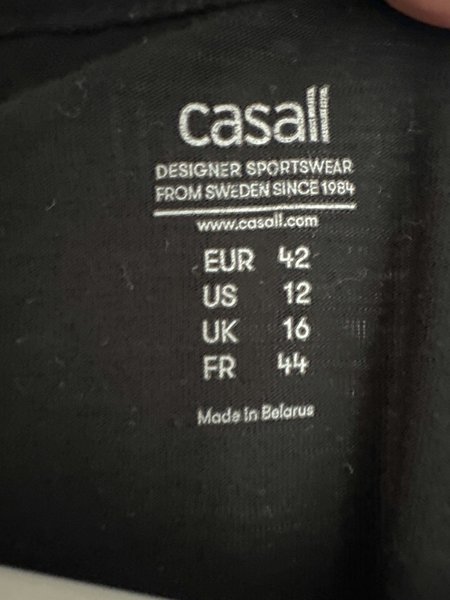 casall
DESIGNER SPORTSWEAR
FROM SWEDEN SINCE 1984
www.casall.com
EUR 42
US 12
UK 16
FR 44
Made in Belarus